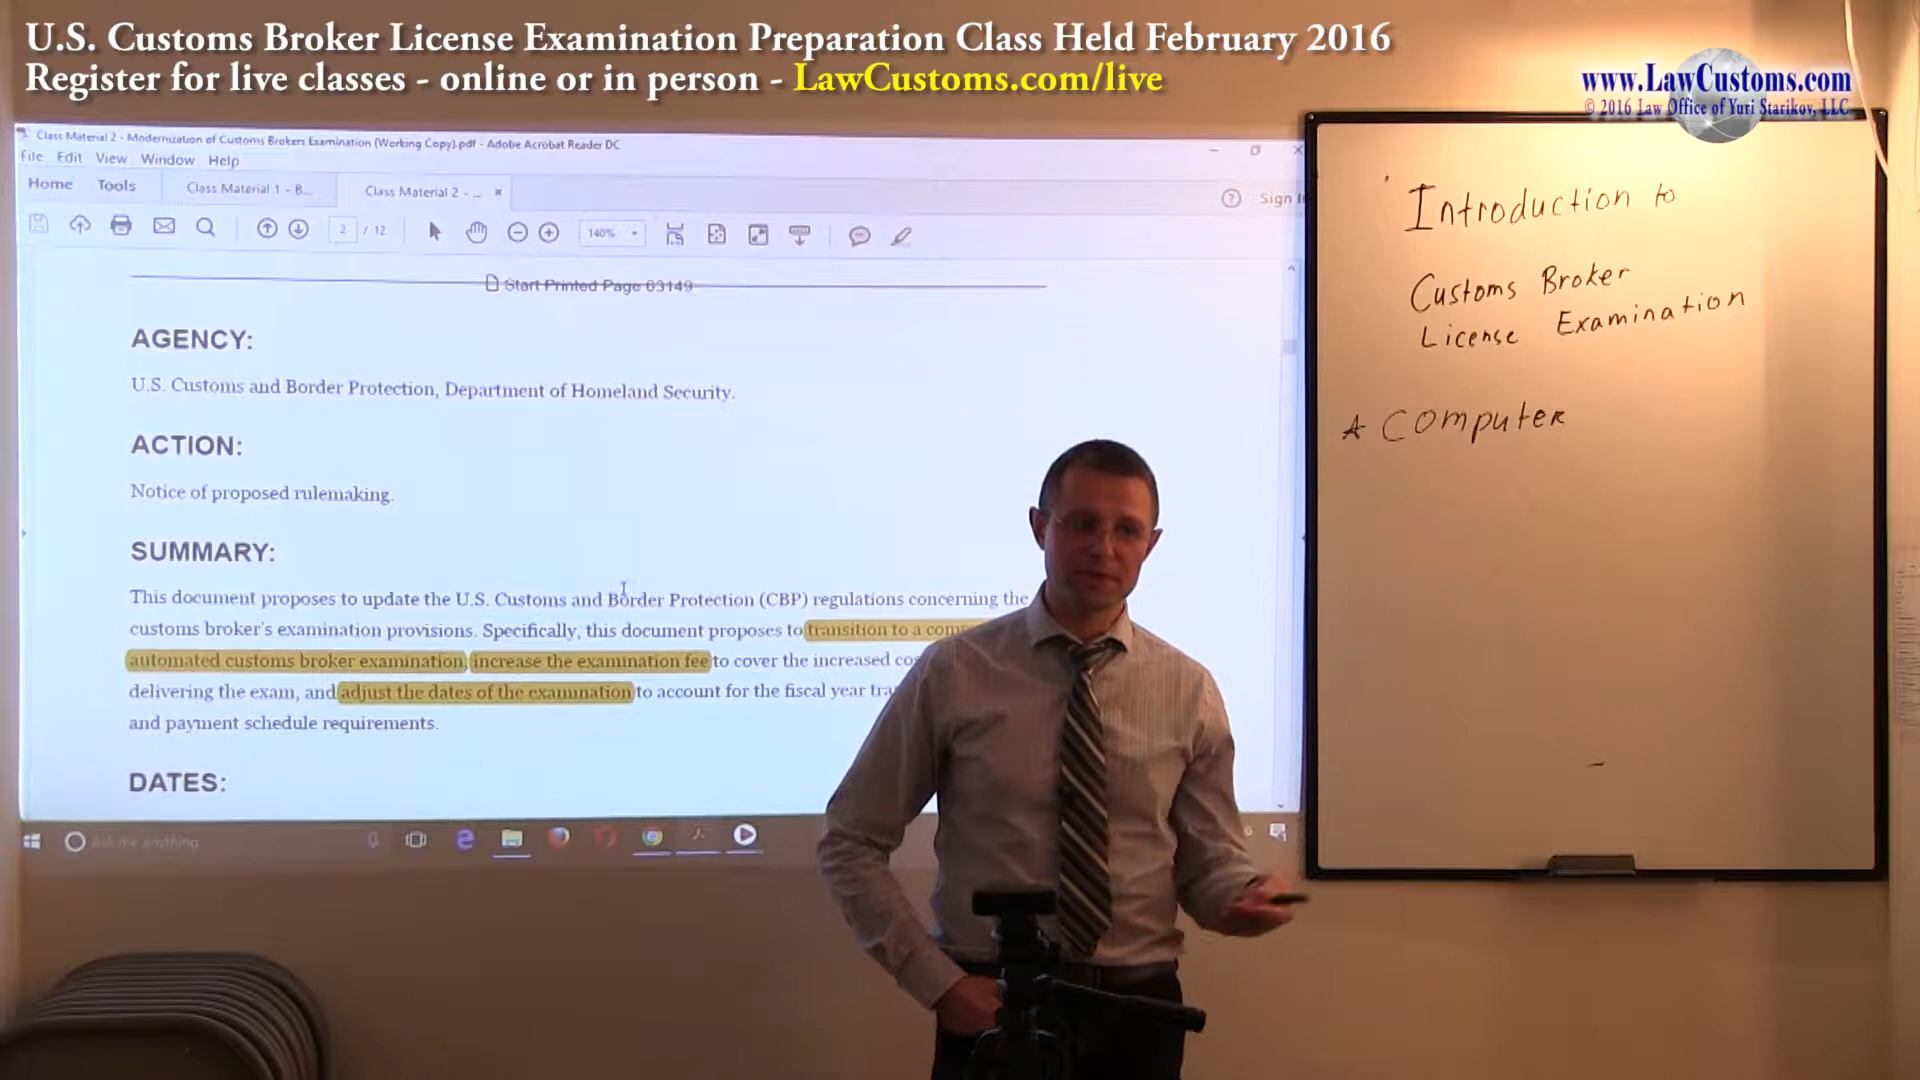 U.S. Customs Broker License Examination Preparation Class Held February 2016
Register for live classes - online or in person - LawCustoms.com/live
www.LawCustoms.com
© 2016 Law Office of Yuri Starikov, LLC
Class Material 2 - Modernization of Customs Brokers Examination (Working Copy).pdf - Adobe Acrobat Reader DC
File Edit View Window Help
Home Tools Class Material 1 - B... Class Material 2 - ...
Sign
2 / 12 140%
Start Printed Page 63149
AGENCY:
U.S. Customs and Border Protection, Department of Homeland Security.
ACTION:
Notice of proposed rulemaking.
SUMMARY:
This document proposes to update the U.S. Customs and Border Protection (CBP) regulations concerning the
customs broker's examination provisions. Specifically, this document proposes to transition to a
automated customs broker examination, increase the examination fee to cover the increased
delivering the exam, and adjust the dates of the examination to account for the fiscal year
and payment schedule requirements.
DATES:
Ask me anything
Introduction to
Customs Broker
License Examination
Computer